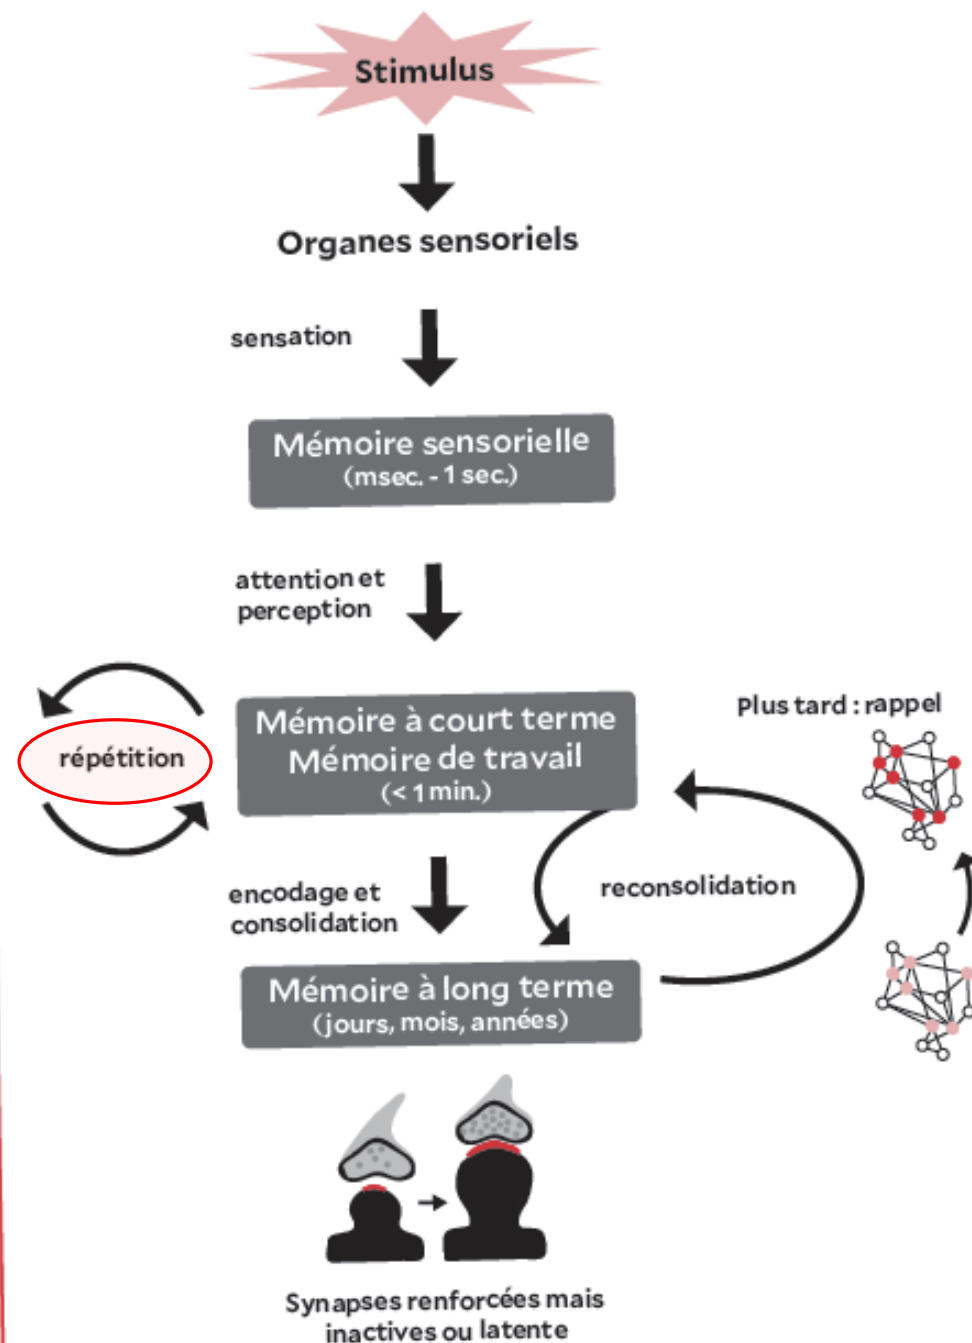 Stimulus
Organes sensoriels
sensation
Mémoire sensorielle
(msec. - 1 sec.)
attention et
perception
répétition
Mémoire à court terme
Mémoire de travail
(< 1 min.)
Plus tard : rappel
encodage et
consolidation
reconsolidation
Mémoire à long terme
(jours, mois, années)
Synapses renforcées mais
inactives ou latente